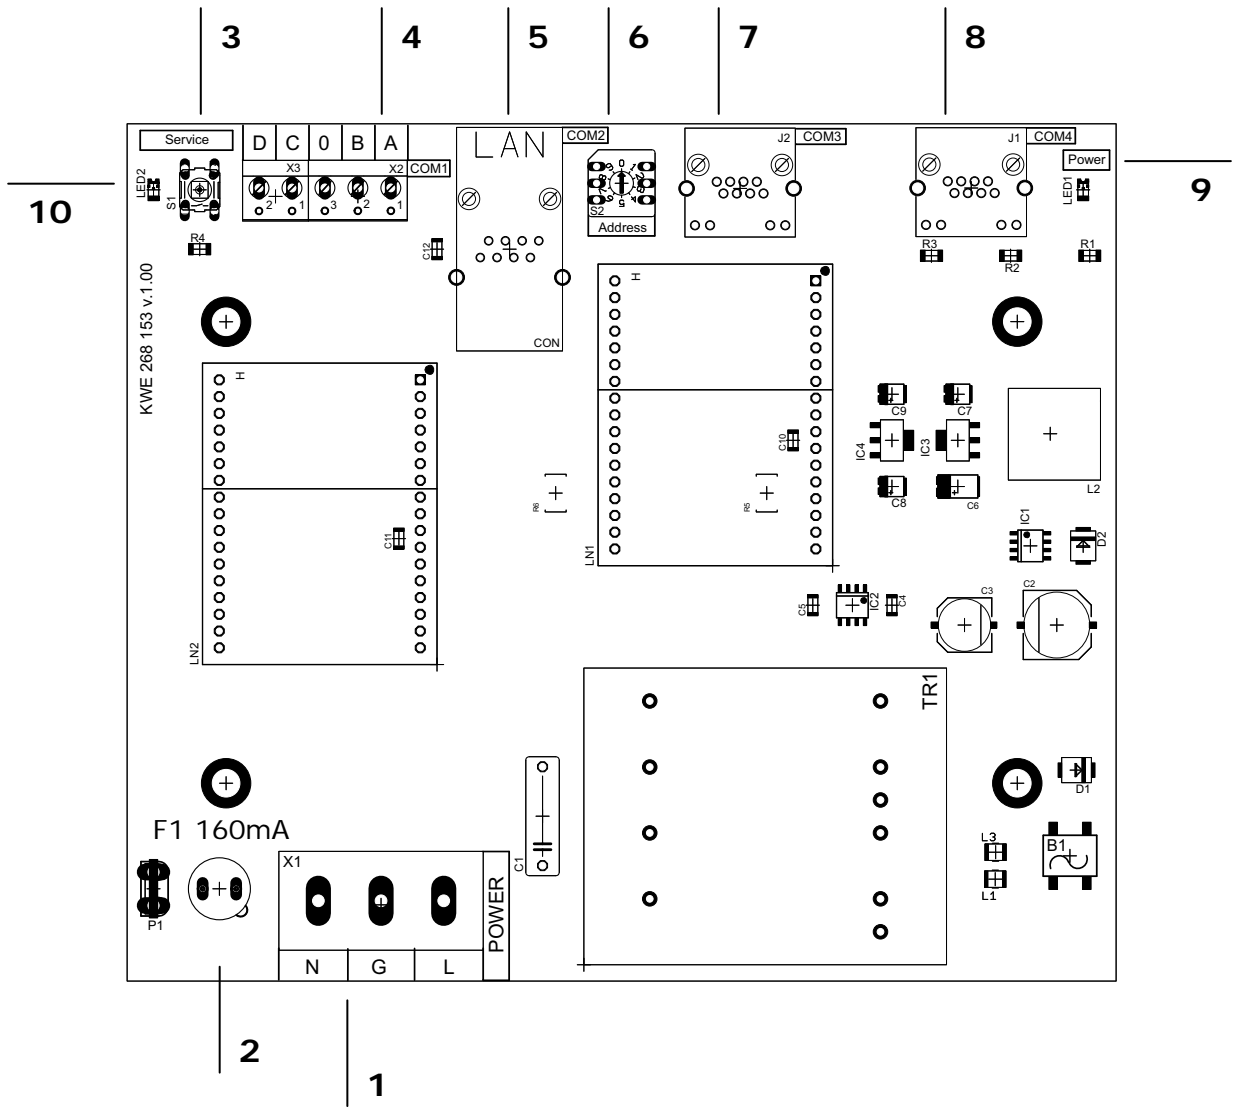 3 4 5 6 7 8
Service D C 0 B A LAN COM2 J2 COM3 J1 COM4
X3 X2 COM1 Power
LED2 S1 2 1 3 2 1 S2 LED1
10 9
Address
R4 C12 R3 R2 R1
KWE 268 153 v.1.00
H CON
H
C9 C7
C10 IC4 IC3
R6 R5 C8 C6 L2
C11 IC1 D2
LN1
C5 IC2 C4 C3 C2
LN2
TR1
D1
F1 160mA
X1 C1 L3 B1
POWER L1
P1
N G L
2
1